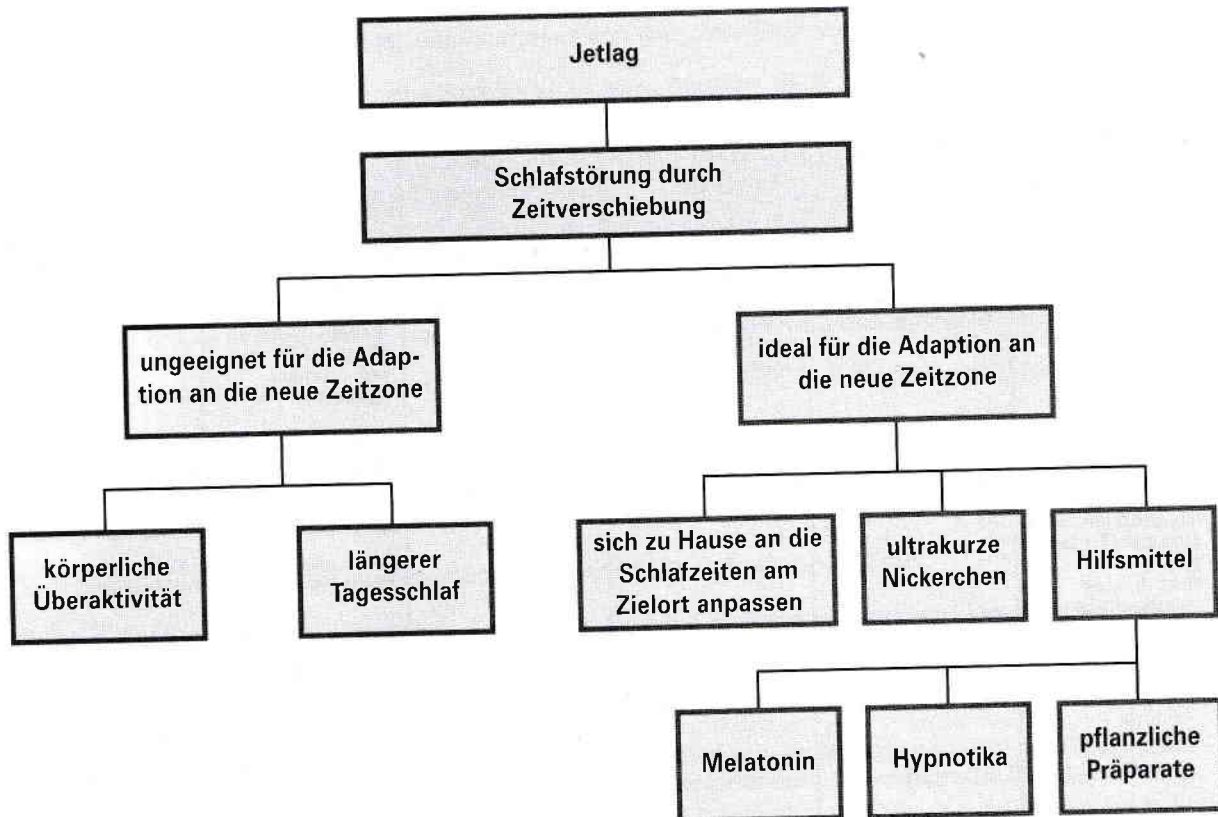 Jetlag
Schlafstörung durch
Zeitverschiebung
ungeeignet für die Adap-
tion an die neue Zeitzone
ideal für die Adaption an
die neue Zeitzone
körperliche
Überaktivität
längerer
Tagesschlaf
sich zu Hause an die
Schlafzeiten am
Zielort anpassen
ultrakurze
Nickerchen
Hilfsmittel
Melatonin
Hypnotika
pflanzliche
Präparate